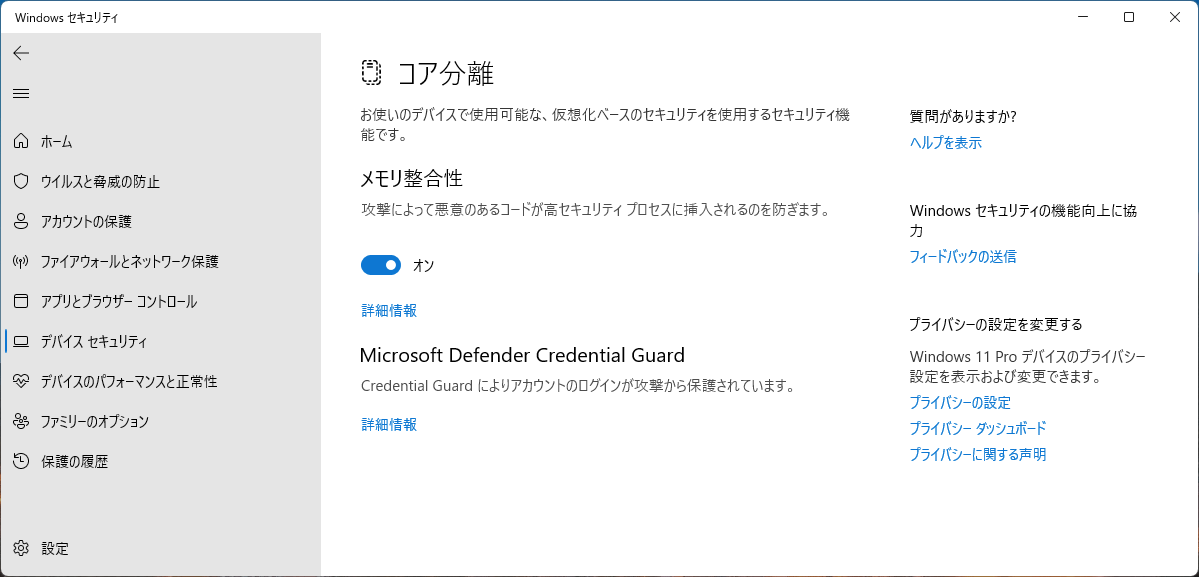 Windows セキュリティ
ホーム
ウイルスと脅威の防止
アカウントの保護
ファイアウォールとネットワーク保護
アプリとブラウザー コントロール
デバイス セキュリティ
デバイスのパフォーマンスと正常性
ファミリーのオプション
保護の履歴
設定
コア分離
お使いのデバイスで使用可能な、仮想化ベースのセキュリティを使用するセキュリティ機
能です。
メモリ整合性
攻撃によって悪意のあるコードが高セキュリティ プロセスに挿入されるのを防ぎます。
オン
詳細情報
Microsoft Defender Credential Guard
Credential Guard によりアカウントのログインが攻撃から保護されています。
詳細情報
質問がありますか?
ヘルプを表示
Windows セキュリティの機能向上に協
力
フィードバックの送信
プライバシーの設定を変更する
Windows 11 Pro デバイスのプライバシー
設定を表示および変更できます。
プライバシーの設定
プライバシー ダッシュボード
プライバシーに関する声明